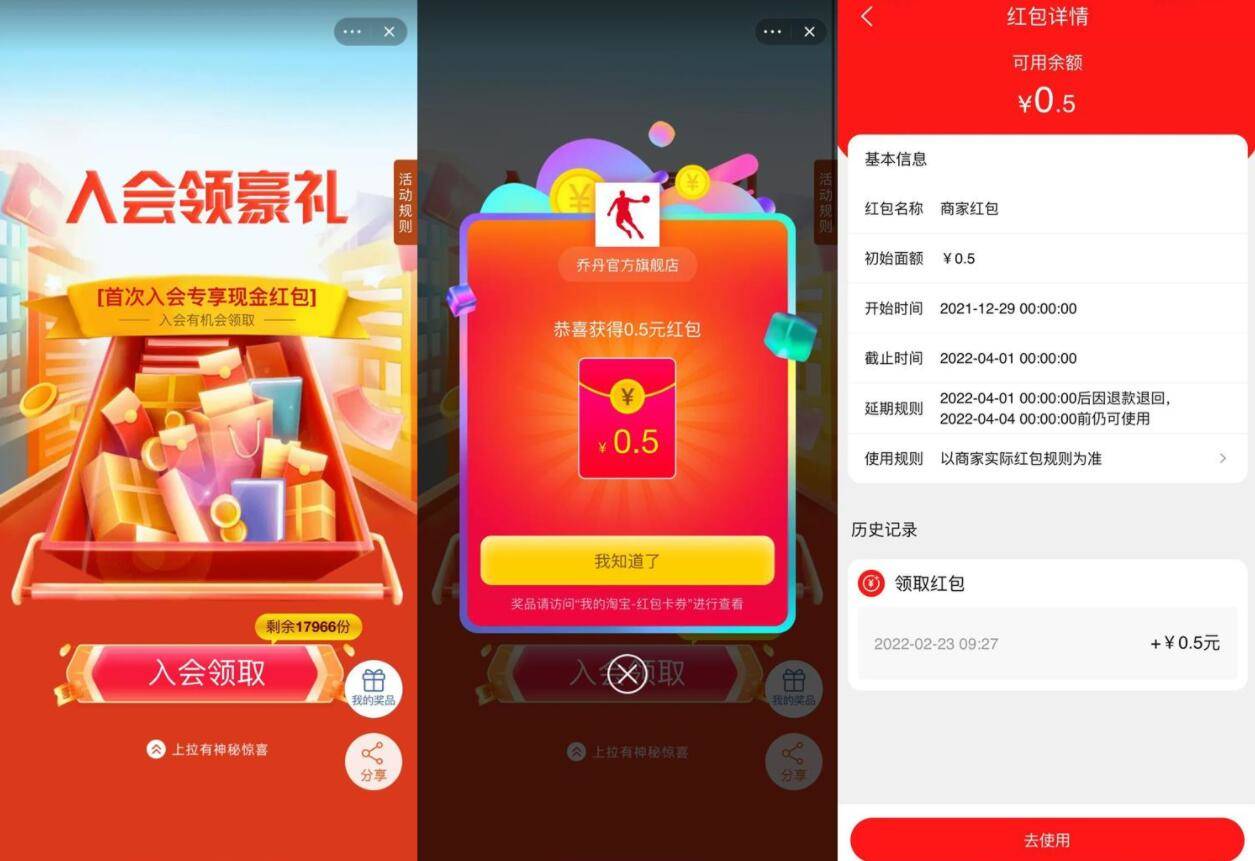 入会领豪礼
活动规则
[首次入会专享现金红包]
入会有机会领取
剩余17966份
入会领取
我的奖品
上拉有神秘惊喜
分享
活动规则
乔丹官方旗舰店
恭喜获得0.5元红包
¥
¥ 0.5
我知道了
奖品请访问“我的淘宝-红包卡券”进行查看
入会领取
我的奖品
上拉有神秘惊喜
分享
红包详情
可用余额
¥0.5
基本信息
红包名称 商家红包
初始面额 ¥0.5
开始时间 2021-12-29 00:00:00
截止时间 2022-04-01 00:00:00
延期规则 2022-04-01 00:00:00后因退款退回，
2022-04-04 00:00:00前仍可使用
使用规则 以商家实际红包规则为准
历史记录
领取红包
2022-02-23 09:27 +¥0.5元
去使用